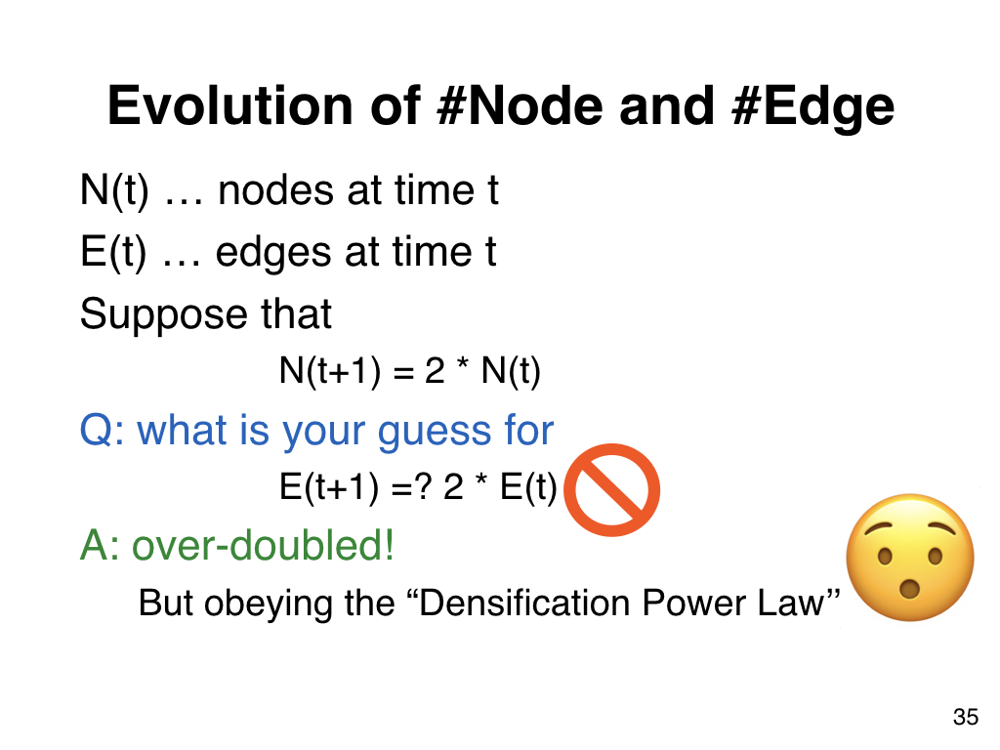 Evolution of #Node and #Edge
N(t) … nodes at time t
E(t) … edges at time t
Suppose that
N(t+1) = 2 * N(t)
Q: what is your guess for
E(t+1) =? 2 * E(t)
A: over-doubled!
But obeying the “Densification Power Law”
35